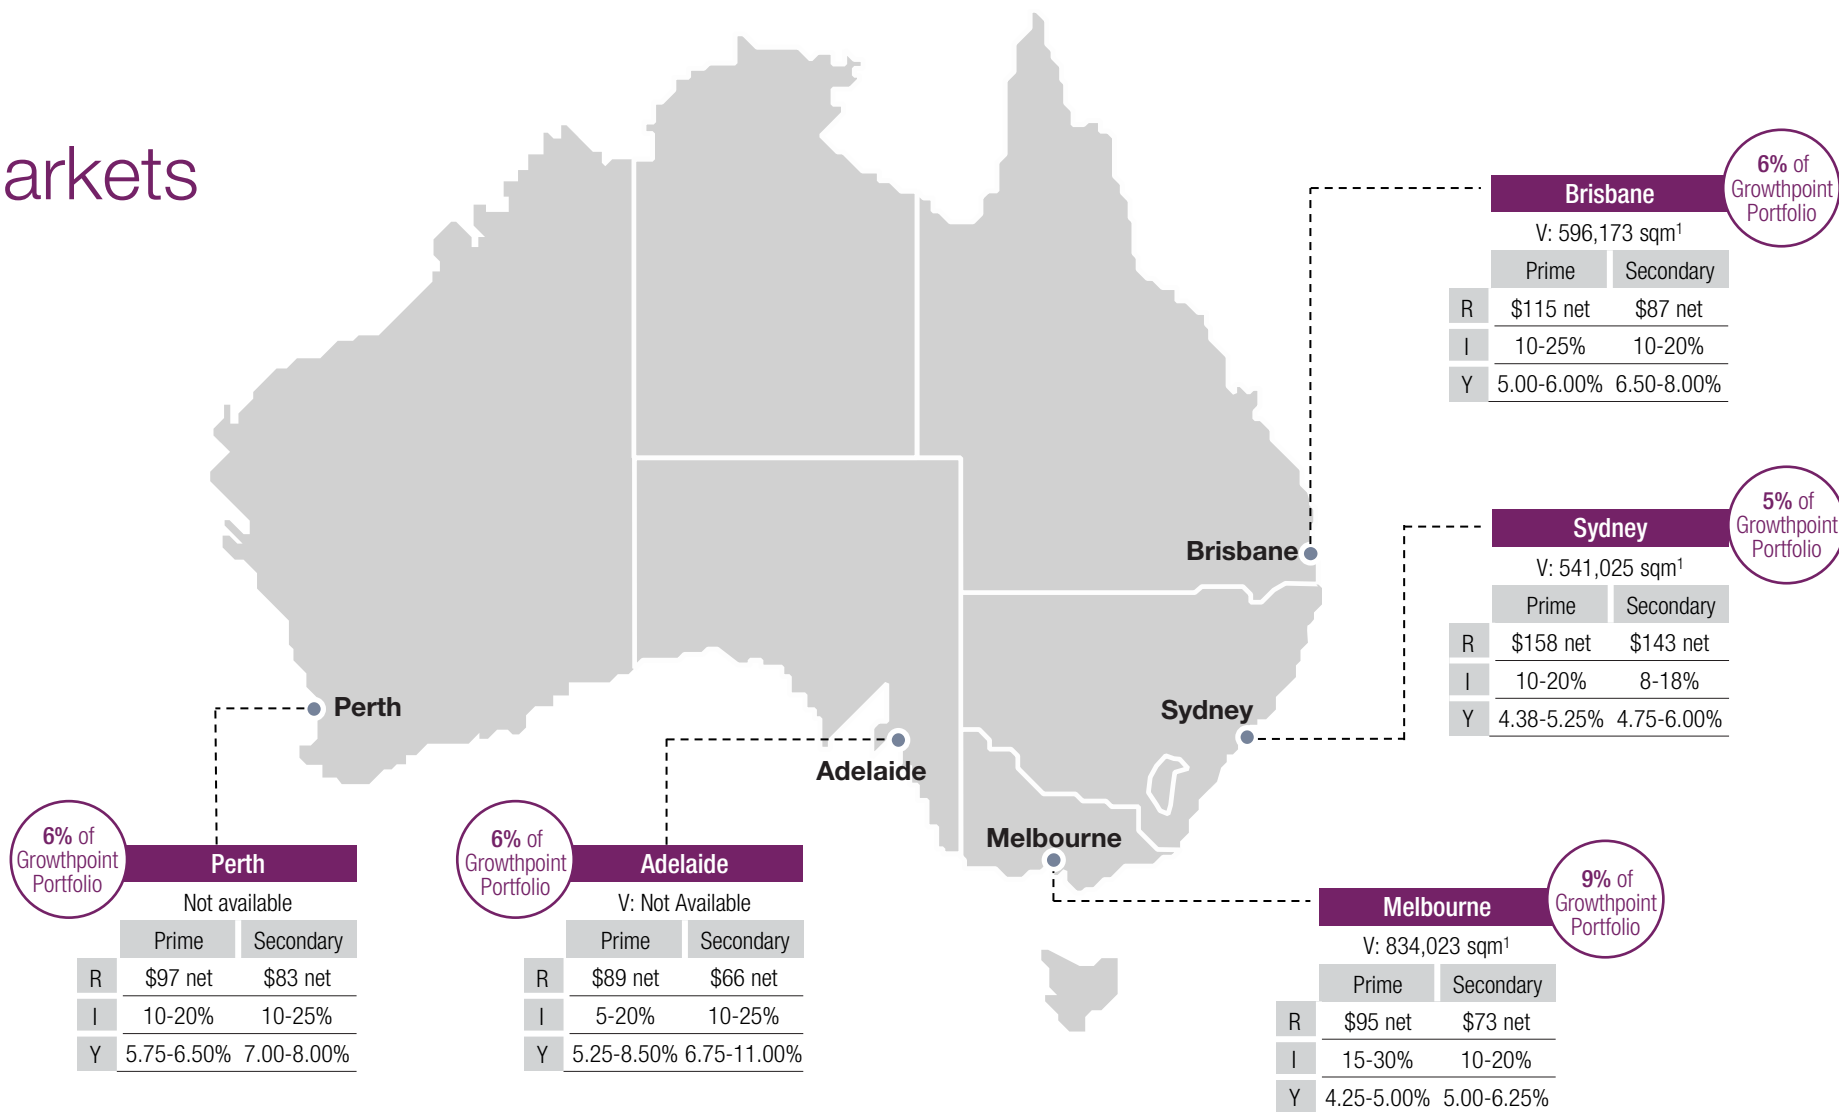 arkets
6% of
Growthpoint
Portfolio
Brisbane
V: 596,173 sqm1
Prime Secondary
R $115 net $87 net
I 10-25% 10-20%
Y 5.00-6.00% 6.50-8.00%
5% of
Growthpoint
Portfolio
Sydney
V: 541,025 sqm1
Prime Secondary
R $158 net $143 net
I 10-20% 8-18%
Y 4.38-5.25% 4.75-6.00%
Brisbane
Perth
Sydney
Adelaide
Melbourne
6% of
Growthpoint
Portfolio
Perth
Not available
Prime Secondary
R $97 net $83 net
I 10-20% 10-25%
Y 5.75-6.50% 7.00-8.00%
6% of
Growthpoint
Portfolio
Adelaide
V: Not Available
Prime Secondary
R $89 net $66 net
I 5-20% 10-25%
Y 5.25-8.50% 6.75-11.00%
9% of
Growthpoint
Portfolio
Melbourne
V: 834,023 sqm1
Prime Secondary
R $95 net $73 net
I 15-30% 10-20%
Y 4.25-5.00% 5.00-6.25%